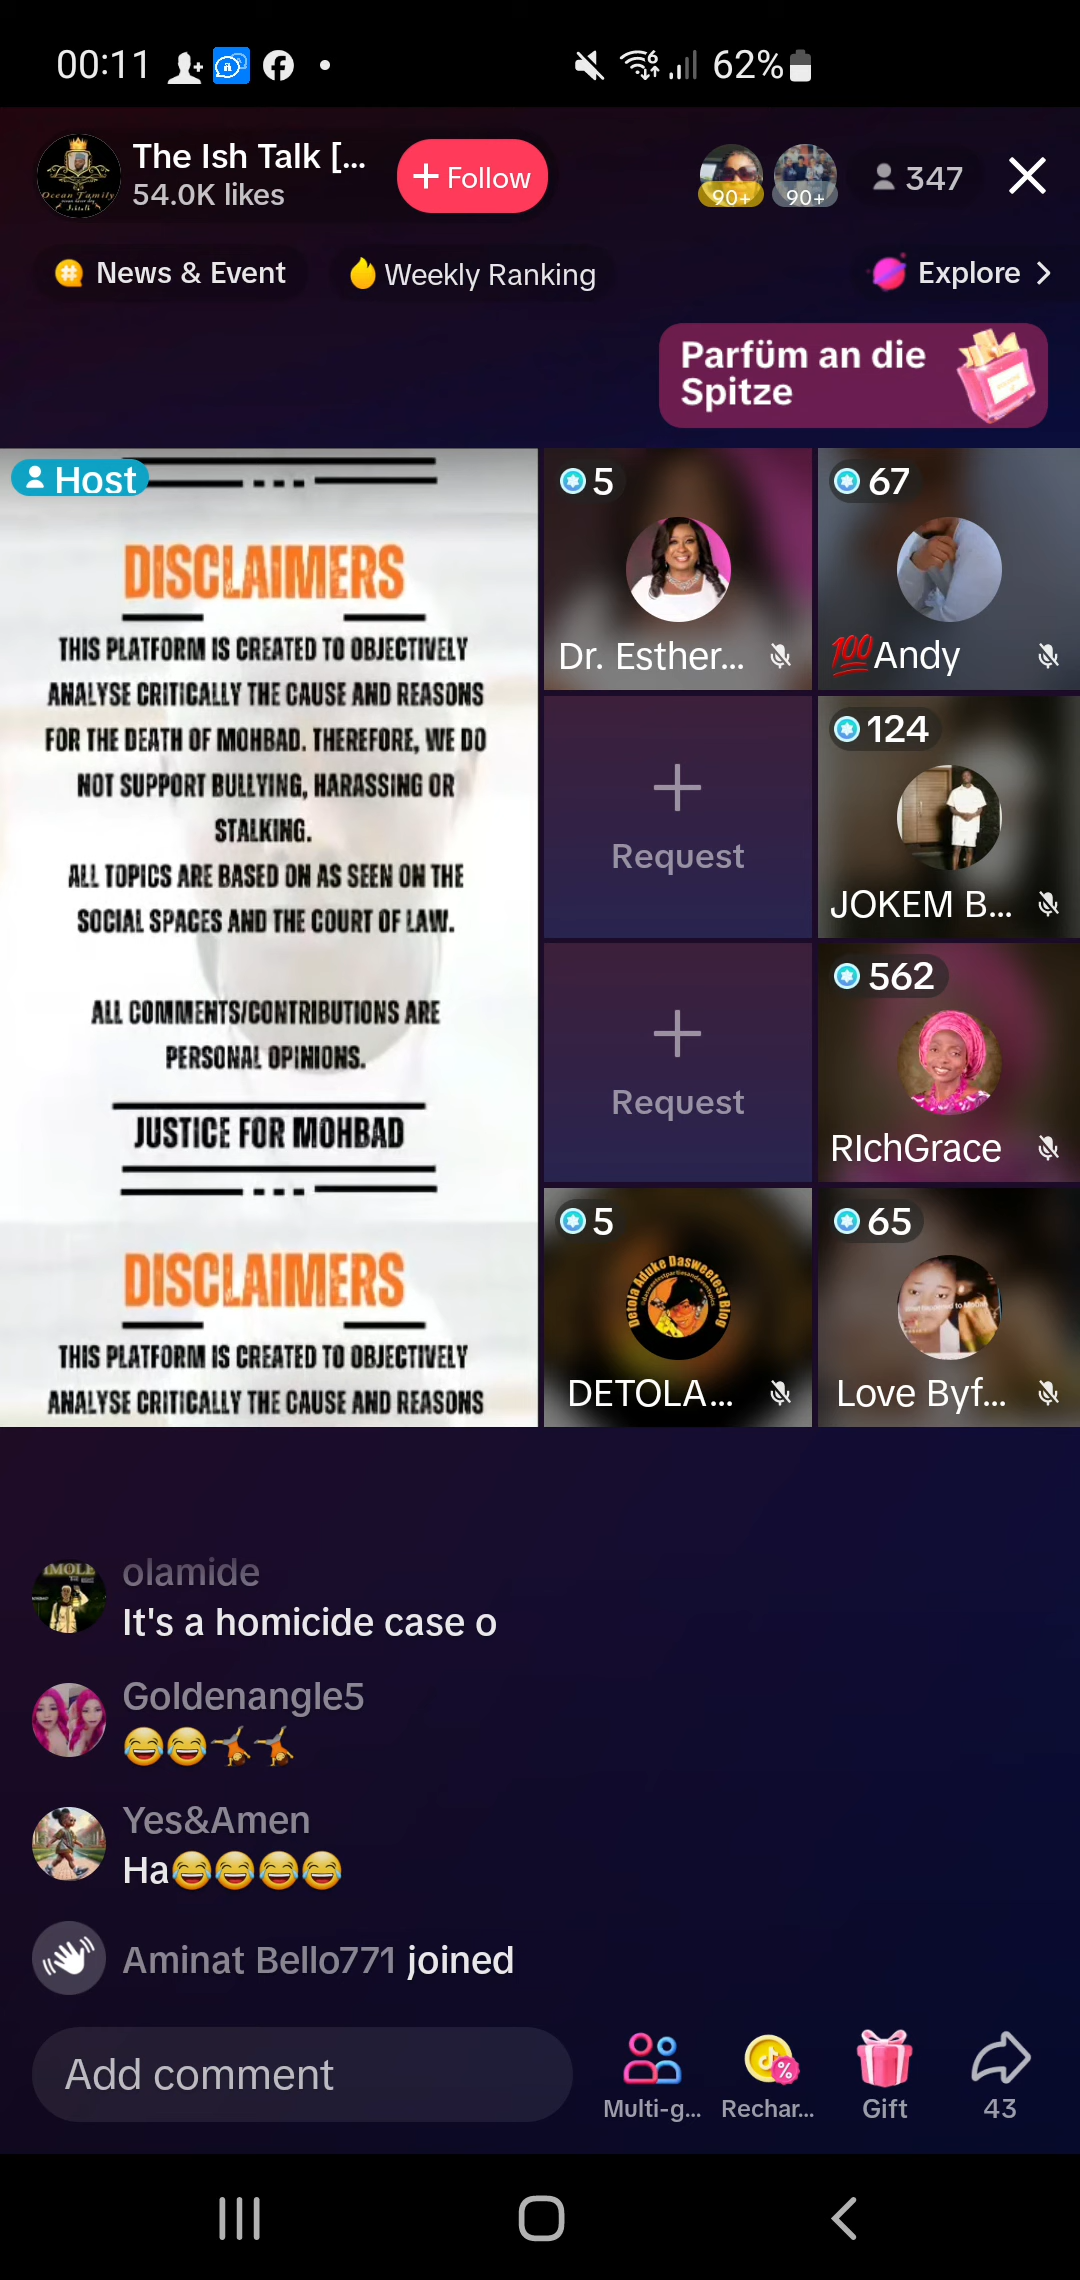 00:11
62%
The Ish Talk [...
54.0K likes
+ Follow
90+
90+
347
News & Event
Weekly Ranking
Explore
Parfüm an die
Spitze
Host
DISCLAIMERS
THIS PLATFORM IS CREATED TO OBJECTIVELY
ANALYSE CRITICALLY THE CAUSE AND REASONS
FOR THE DEATH OF MOHBAD. THEREFORE, WE DO
NOT SUPPORT BULLYING, HARASSING OR
STALKING.
ALL TOPICS ARE BASED ON AS SEEN ON THE
SOCIAL SPACES AND THE COURT OF LAW.
ALL COMMENTS/CONTRIBUTIONS ARE
PERSONAL OPINIONS.
JUSTICE FOR MOHBAD
DISCLAIMERS
THIS PLATFORM IS CREATED TO OBJECTIVELY
ANALYSE CRITICALLY THE CAUSE AND REASONS
5
Dr. Esther...
67
💯Andy
Request
124
JOKEM B...
Request
562
RIchGrace
5
Detola Aduke Dasweetest Blog
DETOLA...
65
Love Byf...
olamide
It's a homicide case o
Goldenangle5
😂😂🤸🤸
Yes&Amen
Ha😂😂😂😂
Aminat Bello771 joined
Add comment
Multi-g...
Rechar...
Gift
43